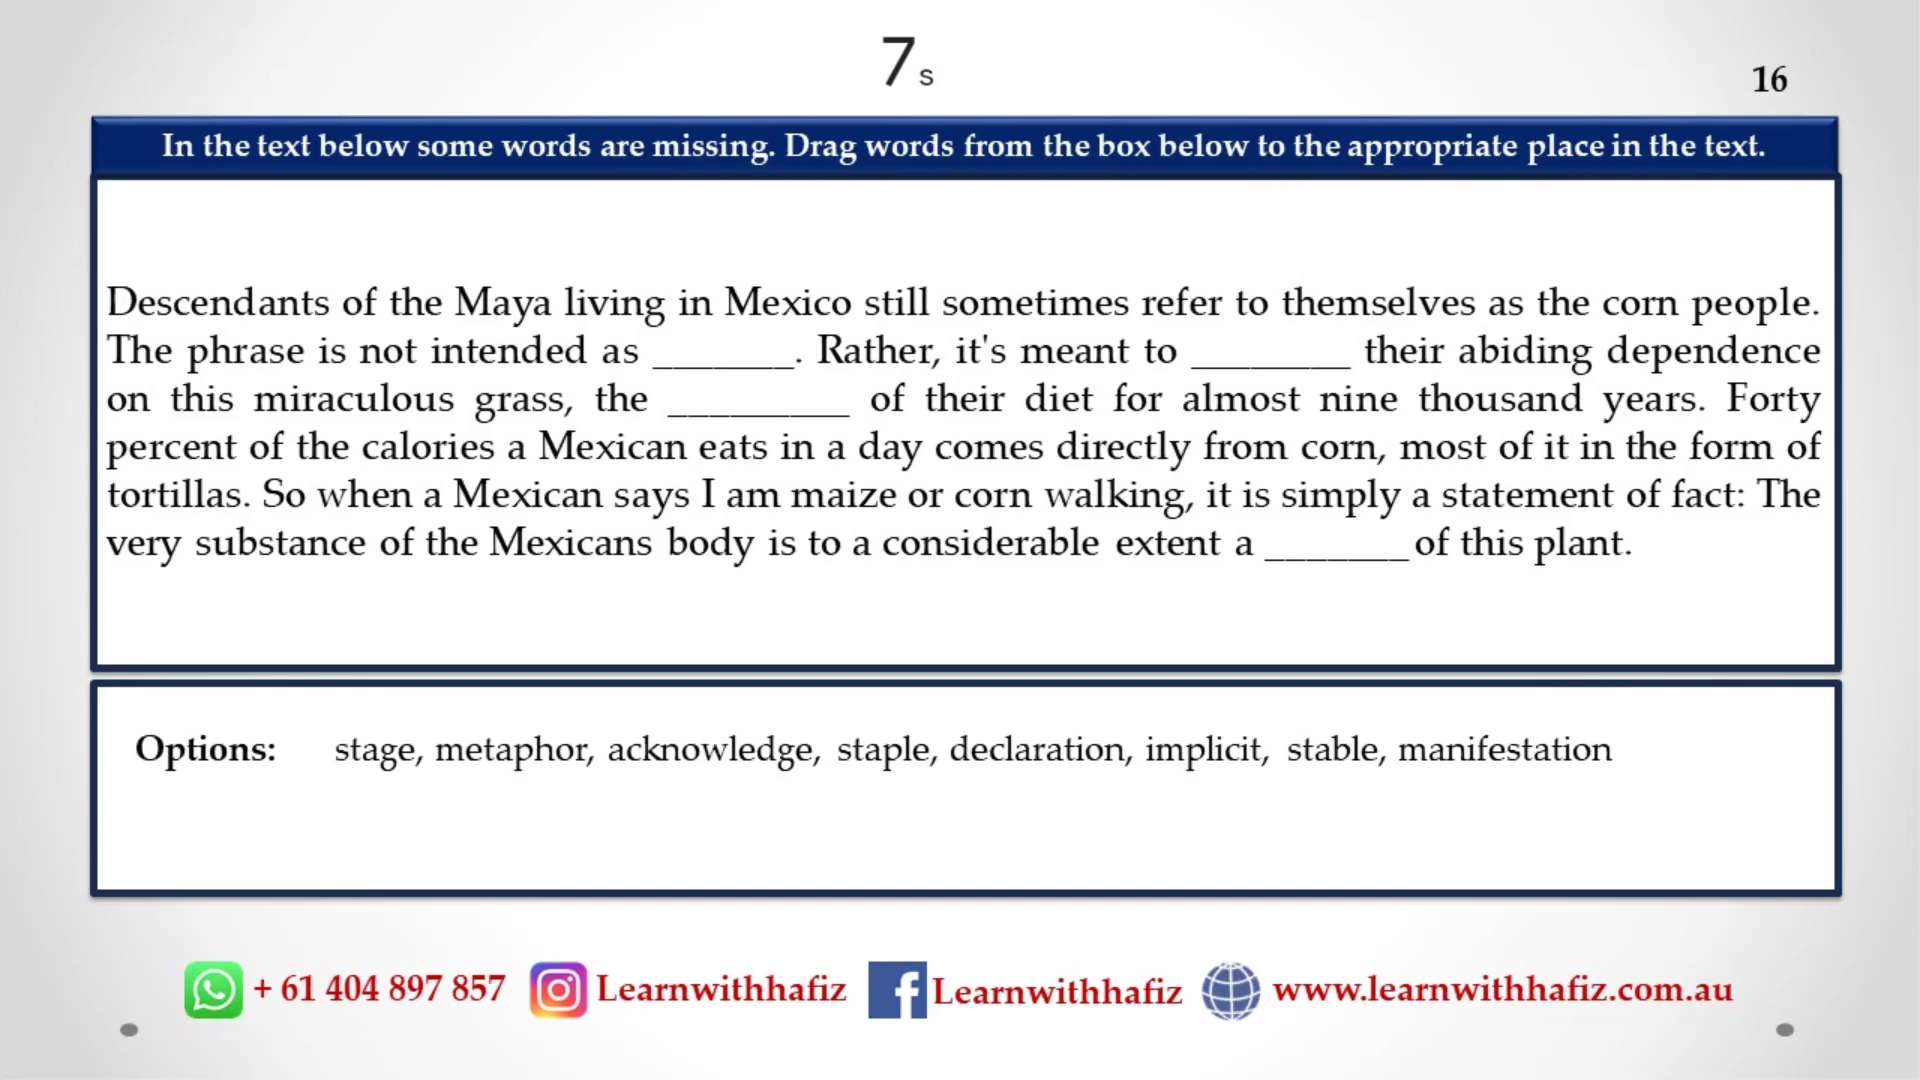 7s
16
In the text below some words are missing. Drag words from the box below to the appropriate place in the text.
Descendants of the Maya living in Mexico still sometimes refer to themselves as the corn people.
The phrase is not intended as _______. Rather, it's meant to ________ their abiding dependence
on this miraculous grass, the _________ of their diet for almost nine thousand years. Forty
percent of the calories a Mexican eats in a day comes directly from corn, most of it in the form of
tortillas. So when a Mexican says I am maize or corn walking, it is simply a statement of fact: The
very substance of the Mexicans body is to a considerable extent a _______ of this plant.
Options: stage, metaphor, acknowledge, staple, declaration, implicit, stable, manifestation
+ 61 404 897 857 Learnwithhafiz Learnwithhafiz www.learnwithhafiz.com.au